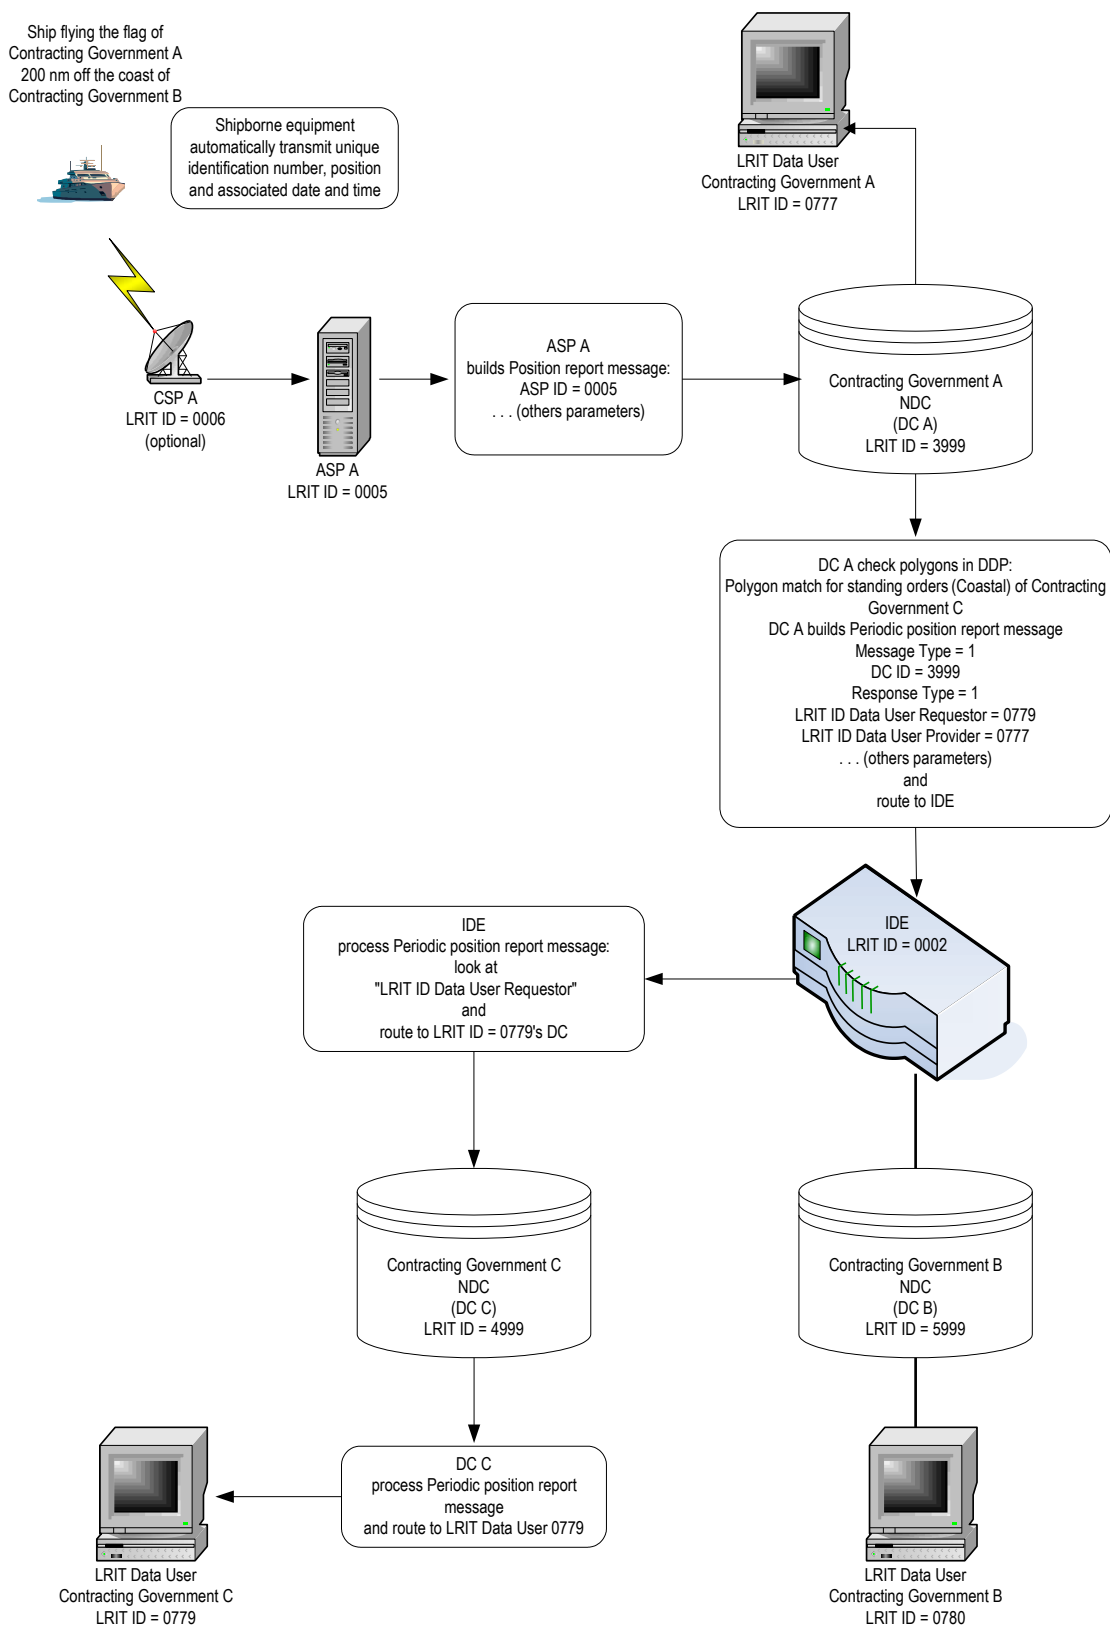 Ship flying the flag of
Contracting Government A
200 nm off the coast of
Contracting Government B
Shipborne equipment
automatically transmit unique
identification number, position
and associated date and time
LRIT Data User
Contracting Government A
LRIT ID = 0777
CSP A
LRIT ID = 0006
(optional)
ASP A
LRIT ID = 0005
ASP A
builds Position report message:
ASP ID = 0005
. . . (others parameters)
Contracting Government A
NDC
(DC A)
LRIT ID = 3999
DC A check polygons in DDP:
Polygon match for standing orders (Coastal) of Contracting
Government C
DC A builds Periodic position report message
Message Type = 1
DC ID = 3999
Response Type = 1
LRIT ID Data User Requestor = 0779
LRIT ID Data User Provider = 0777
. . . (others parameters)
and
route to IDE
IDE
LRIT ID = 0002
IDE
process Periodic position report message:
look at
"LRIT ID Data User Requestor"
and
route to LRIT ID = 0779's DC
Contracting Government C
NDC
(DC C)
LRIT ID = 4999
Contracting Government B
NDC
(DC B)
LRIT ID = 5999
DC C
process Periodic position report
message
and route to LRIT Data User 0779
LRIT Data User
Contracting Government C
LRIT ID = 0779
LRIT Data User
Contracting Government B
LRIT ID = 0780